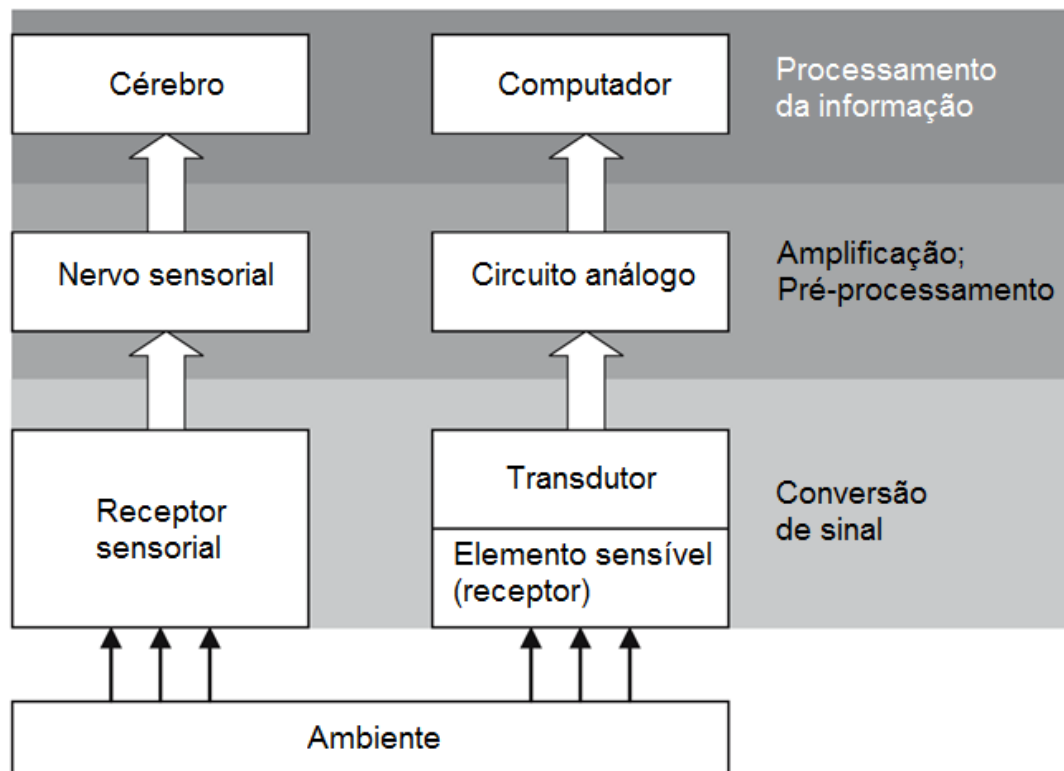 Cérebro
Computador
Processamento
da informação
Nervo sensorial
Circuito análogo
Amplificação;
Pré-processamento
Receptor
sensorial
Transdutor
Elemento sensível
(receptor)
Conversão
de sinal
Ambiente